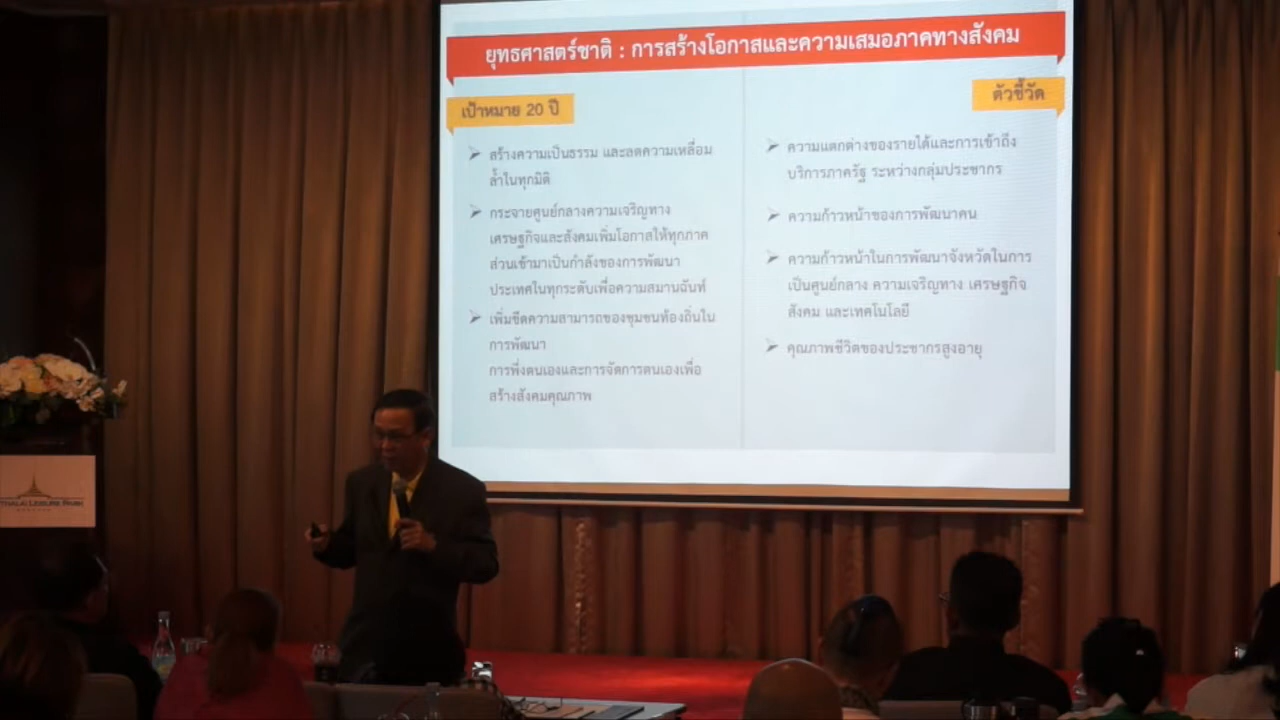 ยุทธศาสตร์ชาติ : การสร้างโอกาสและความเสมอภาคทางสังคม
เป้าหมาย 20 ปี
➢ สร้างความเป็นธรรม และลดความเหลื่อม
ล้ำในทุกมิติ
➢ กระจายศูนย์กลางความเจริญทาง
เศรษฐกิจและสังคมเพิ่มโอกาสให้ทุกภาค
ส่วนเข้ามาเป็นกำลังของการพัฒนา
ประเทศในทุกระดับเพื่อความสมานฉันท์
➢ เพิ่มขีดความสามารถของชุมชนท้องถิ่นใน
การพัฒนา
การพึ่งตนเองและการจัดการตนเองเพื่อ
สร้างสังคมคุณภาพ
ตัวชี้วัด
➢ ความแตกต่างของรายได้และการเข้าถึง
บริการภาครัฐ ระหว่างกลุ่มประชากร
➢ ความก้าวหน้าของการพัฒนาคน
➢ ความก้าวหน้าในการพัฒนาจังหวัดในการ
เป็นศูนย์กลาง ความเจริญทาง เศรษฐกิจ
สังคม และเทคโนโลยี
➢ คุณภาพชีวิตของประชากรสูงอายุ